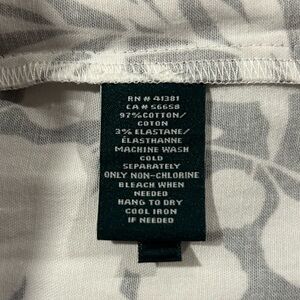 RN # 41381
CA # 56658
97% COTTON/
COTON
3% ELASTANE/
ÉLASTHANNE
MACHINE WASH
COLD
SEPARATELY
ONLY NON-CHLORINE
BLEACH WHEN
NEEDED
HANG TO DRY
COOL IRON
IF NEEDED